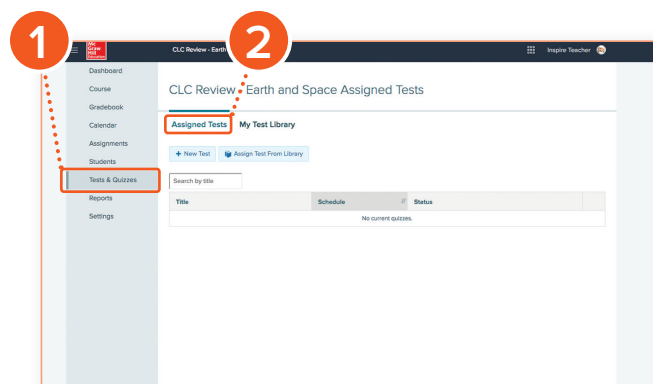 1
2
Mc
Graw
Hill
Education
CLC Review - Earth
Inspire Teacher
Dashboard
Course
Gradebook
Calendar
Assignments
Students
Tests & Quizzes
Reports
Settings
CLC Review - Earth and Space Assigned Tests
Assigned Tests My Test Library
+ New Test Assign Test From Library
Search by title
Title Schedule Status
No current quizzes.